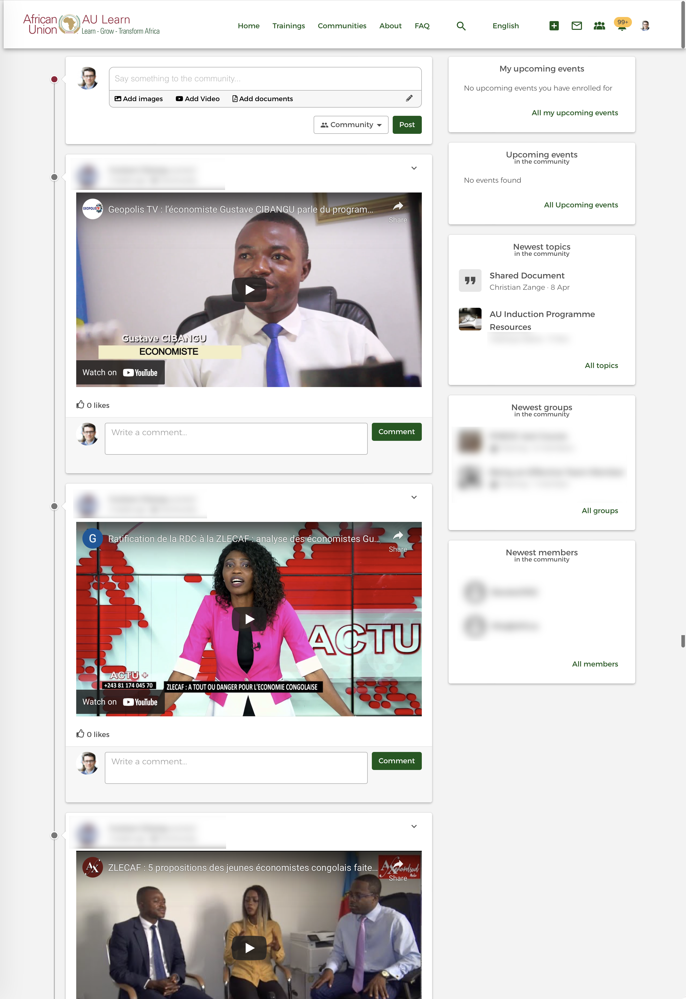 African
Union
AU Learn
Learn - Grow - Transform Africa
Home
Trainings
Communities
About
FAQ
English
99+
Say something to the community...
Add images
Add Video
Add documents
Community
Post
GEOPOLIS
Geopolis TV : l'économiste Gustave CIBANGU parle du program...
Share
Gustave CIBANGU
ECONOMISTE
Watch on YouTube
0 likes
Write a comment...
Comment
G
Ratification de la RDC à la ZLECAF : analyse des économistes Gu...
Share
ACTU
ACTU +
+243 81 174 045 70
ZLECAF : A TOUT OU DANGER POUR L'ECONOMIE CONGOLAISE
Watch on YouTube
0 likes
Write a comment...
Comment
ZLECAF : 5 propositions des jeunes économistes congolais faite...
Share
My upcoming events
No upcoming events you have enrolled for
All my upcoming events
Upcoming events
in the community
No events found
All Upcoming events
Newest topics
in the community
Shared Document
Christian Zange · 8 Apr
AU Induction Programme
Resources
All topics
Newest groups
in the community
All groups
Newest members
in the community
All members